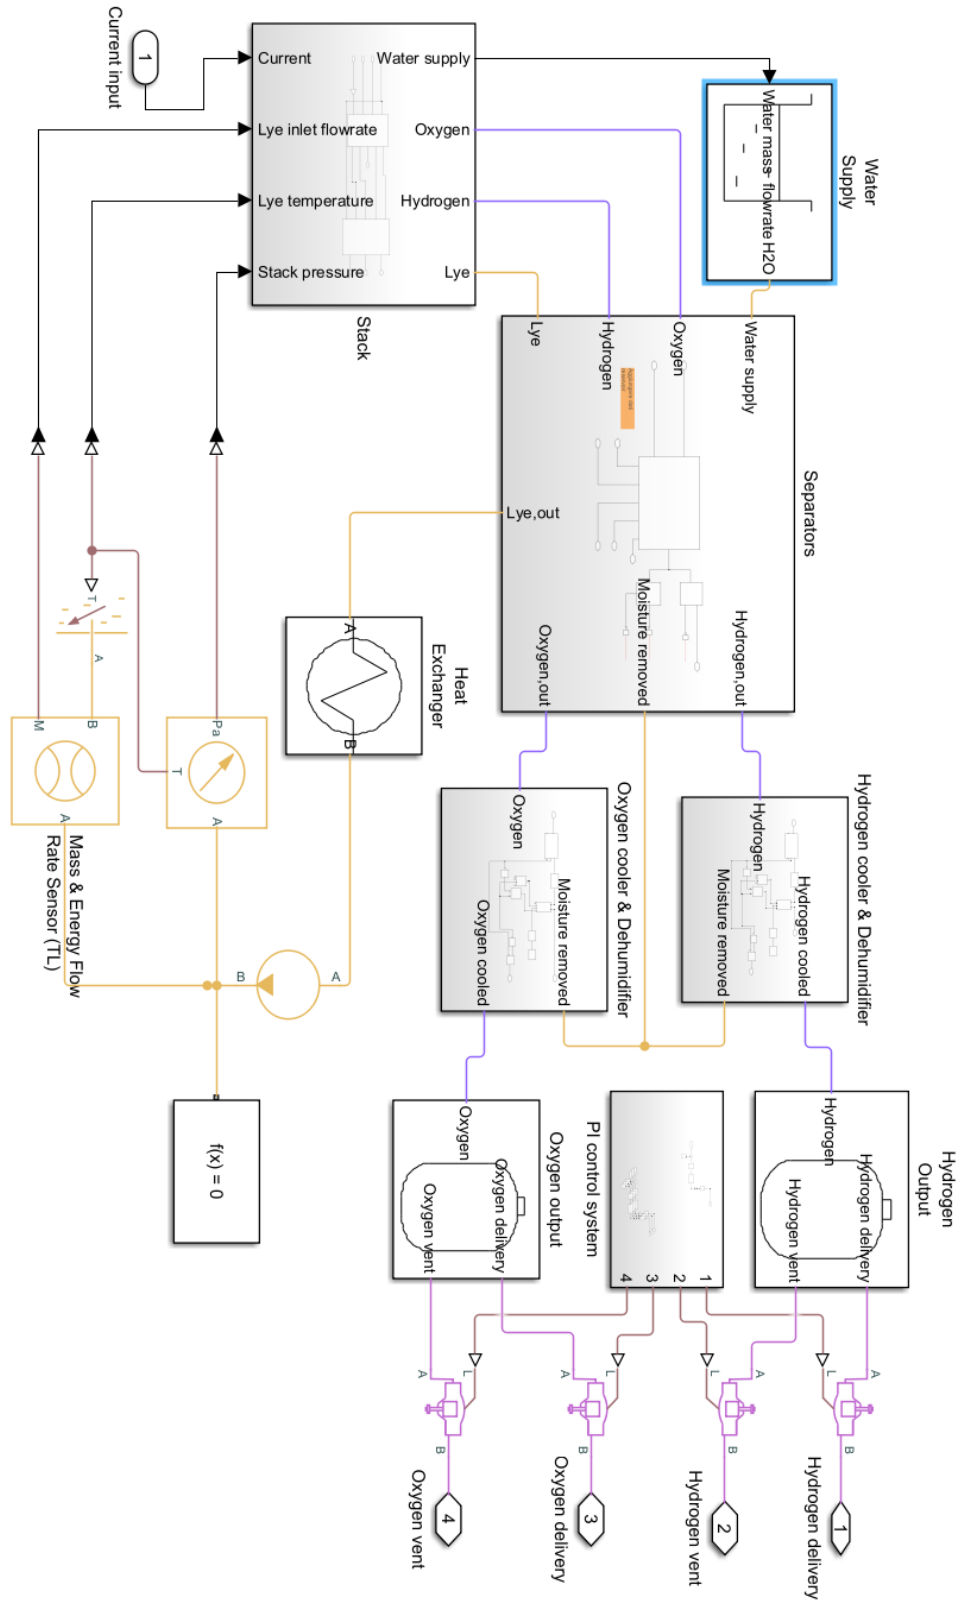 Current input
1
Current
Lye inlet flowrate
Lye temperature
Stack pressure
Water supply
Oxygen
Hydrogen
Lye
Stack
Water
Supply
Water mass- flowrate H2O
Water supply
Oxygen
Hydrogen
Lye
Separators
Lye,out
Hydrogen,out
Moisture removed
Oxygen,out
Heat
Exchanger
A
B
T
A
B
M
A
Mass & Energy Flow
Rate Sensor (TL)
Pa
T
A
B
A
f(x) = 0
Hydrogen cooler & Dehumidifier
Hydrogen
Hydrogen cooled
Moisture removed
Oxygen cooler & Dehumidifier
Oxygen
Moisture removed
Oxygen cooled
Hydrogen
Output
Hydrogen
Hydrogen delivery
Hydrogen vent
PI control system
1
2
3
4
Oxygen output
Oxygen
Oxygen delivery
Oxygen vent
L
A
B
1
Hydrogen delivery
L
A
B
2
Hydrogen vent
L
A
B
3
Oxygen delivery
L
A
B
4
Oxygen vent